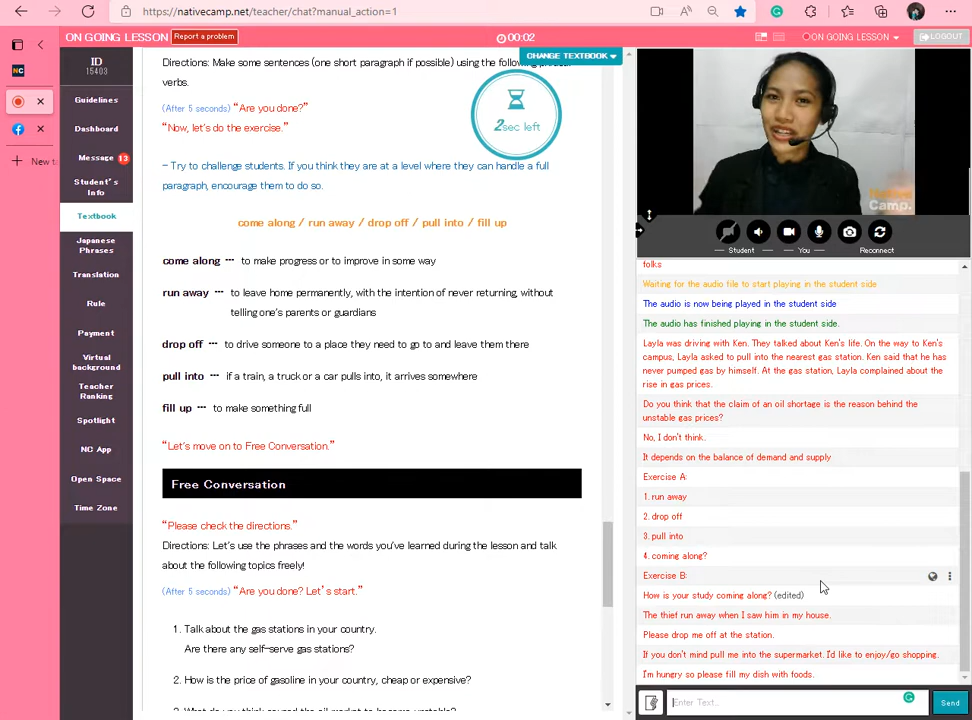 https://nativecamp.net/teacher/chat?manual_action=1
ON GOING LESSON
Report a problem
00:02
ON GOING LESSON
LOGOUT
NC
New t
ID
15403
Guidelines
Dashboard
Message 13
Student's
Info
Textbook
Japanese
Phrases
Translation
Rule
Payment
Virtual
background
Teacher
Ranking
Spotlight
NC App
Open Space
Time Zone
CHANGE TEXTBOOK
2sec left
Directions: Make some sentences (one short paragraph if possible) using the following
verbs.
(After 5 seconds) "Are you done?"
"Now, let's do the exercise."
- Try to challenge students. If you think they are at a level where they can handle a full
paragraph, encourage them to do so.
come along / run away / drop off / pull into / fill up
come along ··· to make progress or to improve in some way
run away ··· to leave home permanently, with the intention of never returning, without
telling one's parents or guardians
drop off ··· to drive someone to a place they need to go to and leave them there
pull into ··· if a train, a truck or a car pulls into, it arrives somewhere
fill up ··· to make something full
"Let's move on to Free Conversation."
Free Conversation
"Please check the directions."
Directions: Let's use the phrases and the words you've learned during the lesson and talk
about the following topics freely!
(After 5 seconds) "Are you done? Let's start."
1. Talk about the gas stations in your country.
Are there any self-serve gas stations?
2. How is the price of gasoline in your country, cheap or expensive?
Native
Camp.
Student
You
Reconnect
folks
Waiting for the audio file to start playing in the student side
The audio is now being played in the student side
The audio has finished playing in the student side.
Layla was driving with Ken. They talked about Ken's life. On the way to Ken's
campus, Layla asked to pull into the nearest gas station. Ken said that he has
never pumped gas by himself. At the gas station, Layla complained about the
rise in gas prices.
Do you think that the claim of an oil shortage is the reason behind the
unstable gas prices?
No, I don't think.
It depends on the balance of demand and supply
Exercise A:
1. run away
2. drop off
3. pull into
4. coming along?
Exercise B:
How is your study coming along? (edited)
The thief run away when I saw him in my house.
Please drop me off at the station.
If you don't mind pull me into the supermarket. I'd like to enjoy/go shopping.
I'm hungry so please fill my dish with foods.
Enter Text...
Send